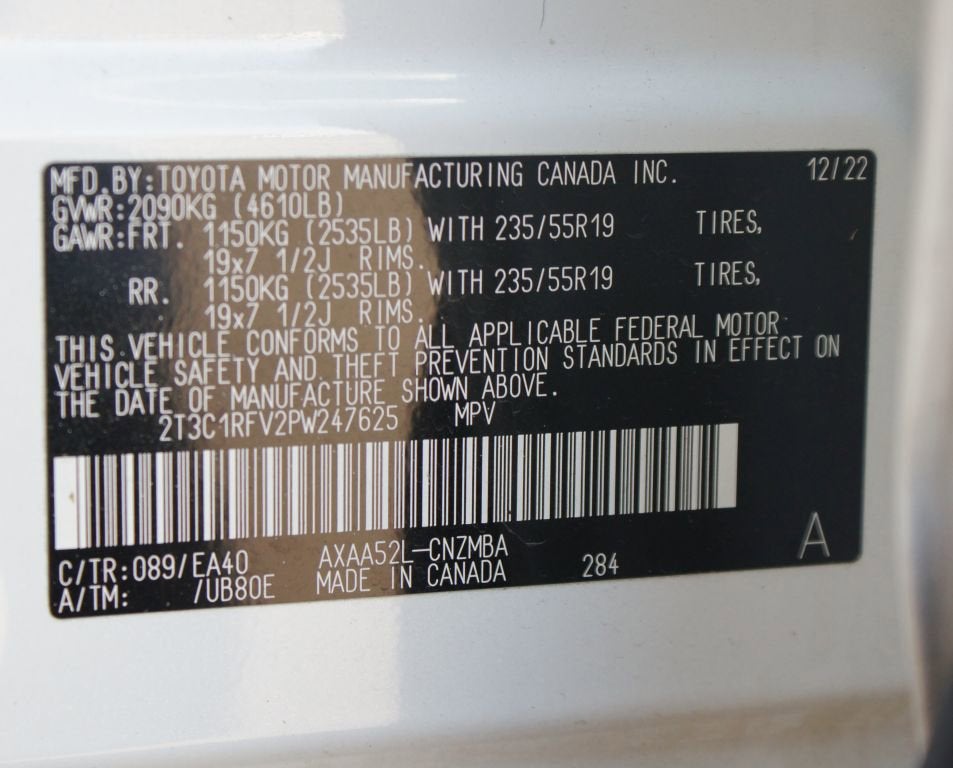 MFD.BY:TOYOTA MOTOR MANUFACTURING CANADA INC. 12/22
GVWR:2090KG (4610LB)
GAWR:FRT. 1150KG (2535LB) WITH 235/55R19 TIRES,
19x7 1/2J RIMS.
RR. 1150KG (2535LB) WITH 235/55R19 TIRES,
19x7 1/2J RIMS.
THIS VEHICLE CONFORMS TO ALL APPLICABLE FEDERAL MOTOR
VEHICLE SAFETY AND THEFT PREVENTION STANDARDS IN EFFECT ON
THE DATE OF MANUFACTURE SHOWN ABOVE.
2T3C1RFV2PW247625 MPV
C/TR:089/EA40 AXAA52L-CNZMBA A
A/TM: /UB80E MADE IN CANADA 284